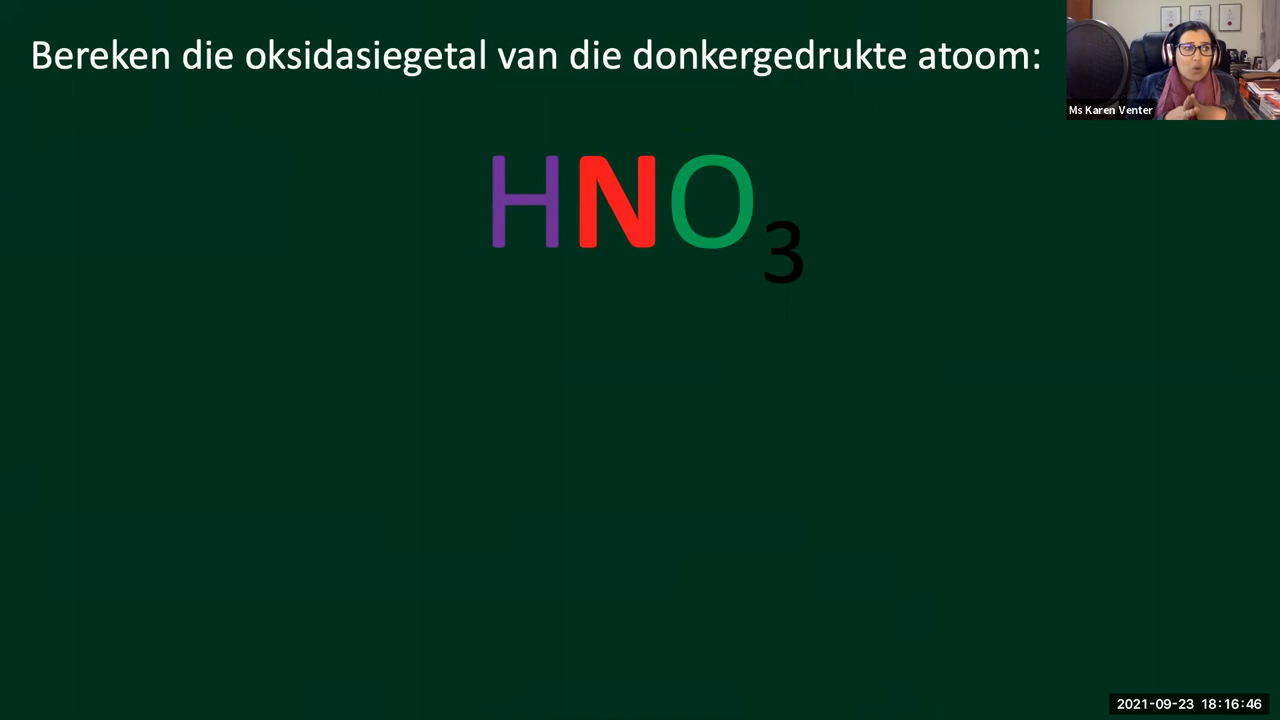 Bereken die oksidasiegetal van die donkergedrukte atoom:
Ms Karen Venter
HNO3
2021-09-23 18:16:46